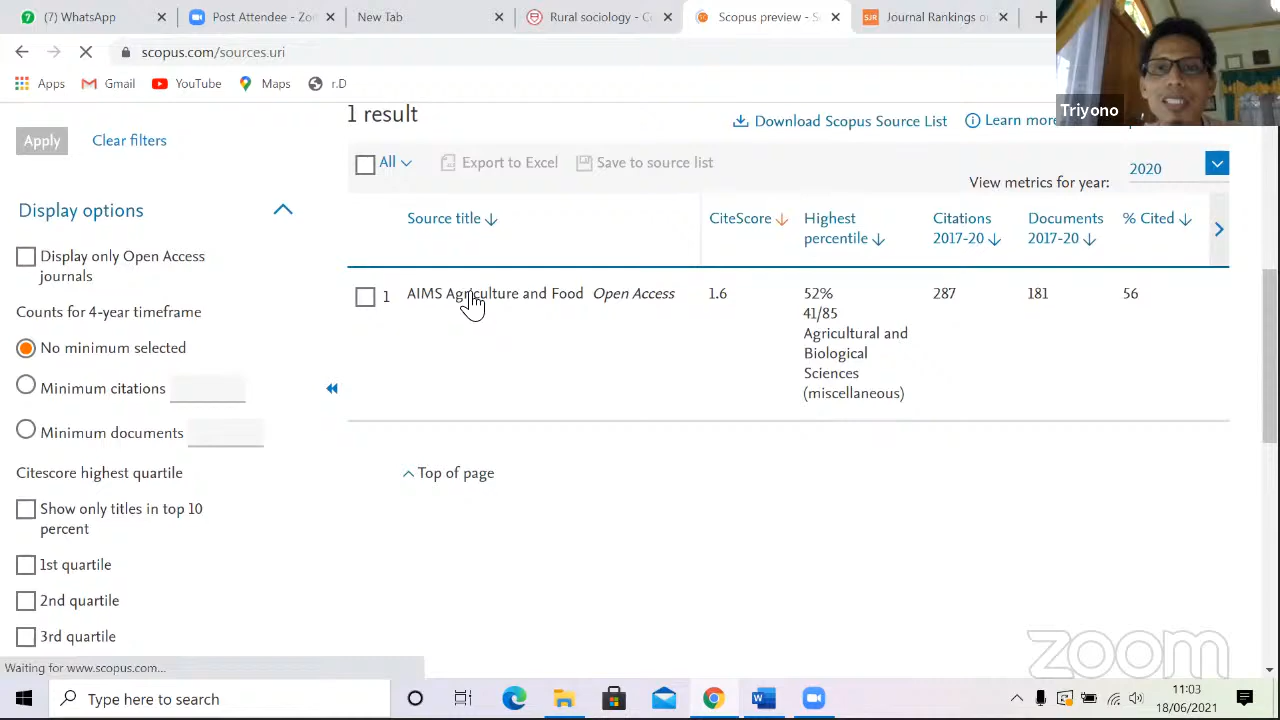 7 (7) WhatsApp
Post Attendee - Zo
New Tab
Rural sociology - C
Scopus preview - S
SJR Journal Rankings o
scopus.com/sources.uri
Apps
Gmail
YouTube
Maps
r.D
Triyono
1 result
Download Scopus Source List
Learn more
Apply
Clear filters
All
Export to Excel
Save to source list
View metrics for year:
2020
Display options
Source title
CiteScore
Highest
percentile
Citations
2017-20
Documents
2017-20
% Cited
Display only Open Access
journals
1
AIMS Agriculture and Food Open Access
1.6
52%
41/85
Agricultural and
Biological
Sciences
(miscellaneous)
287
181
56
Counts for 4-year timeframe
No minimum selected
Minimum citations
Minimum documents
Citescore highest quartile
Top of page
Show only titles in top 10
percent
1st quartile
2nd quartile
3rd quartile
zoom
Waiting for www.scopus.com...
Type here to search
11:03
18/06/2021